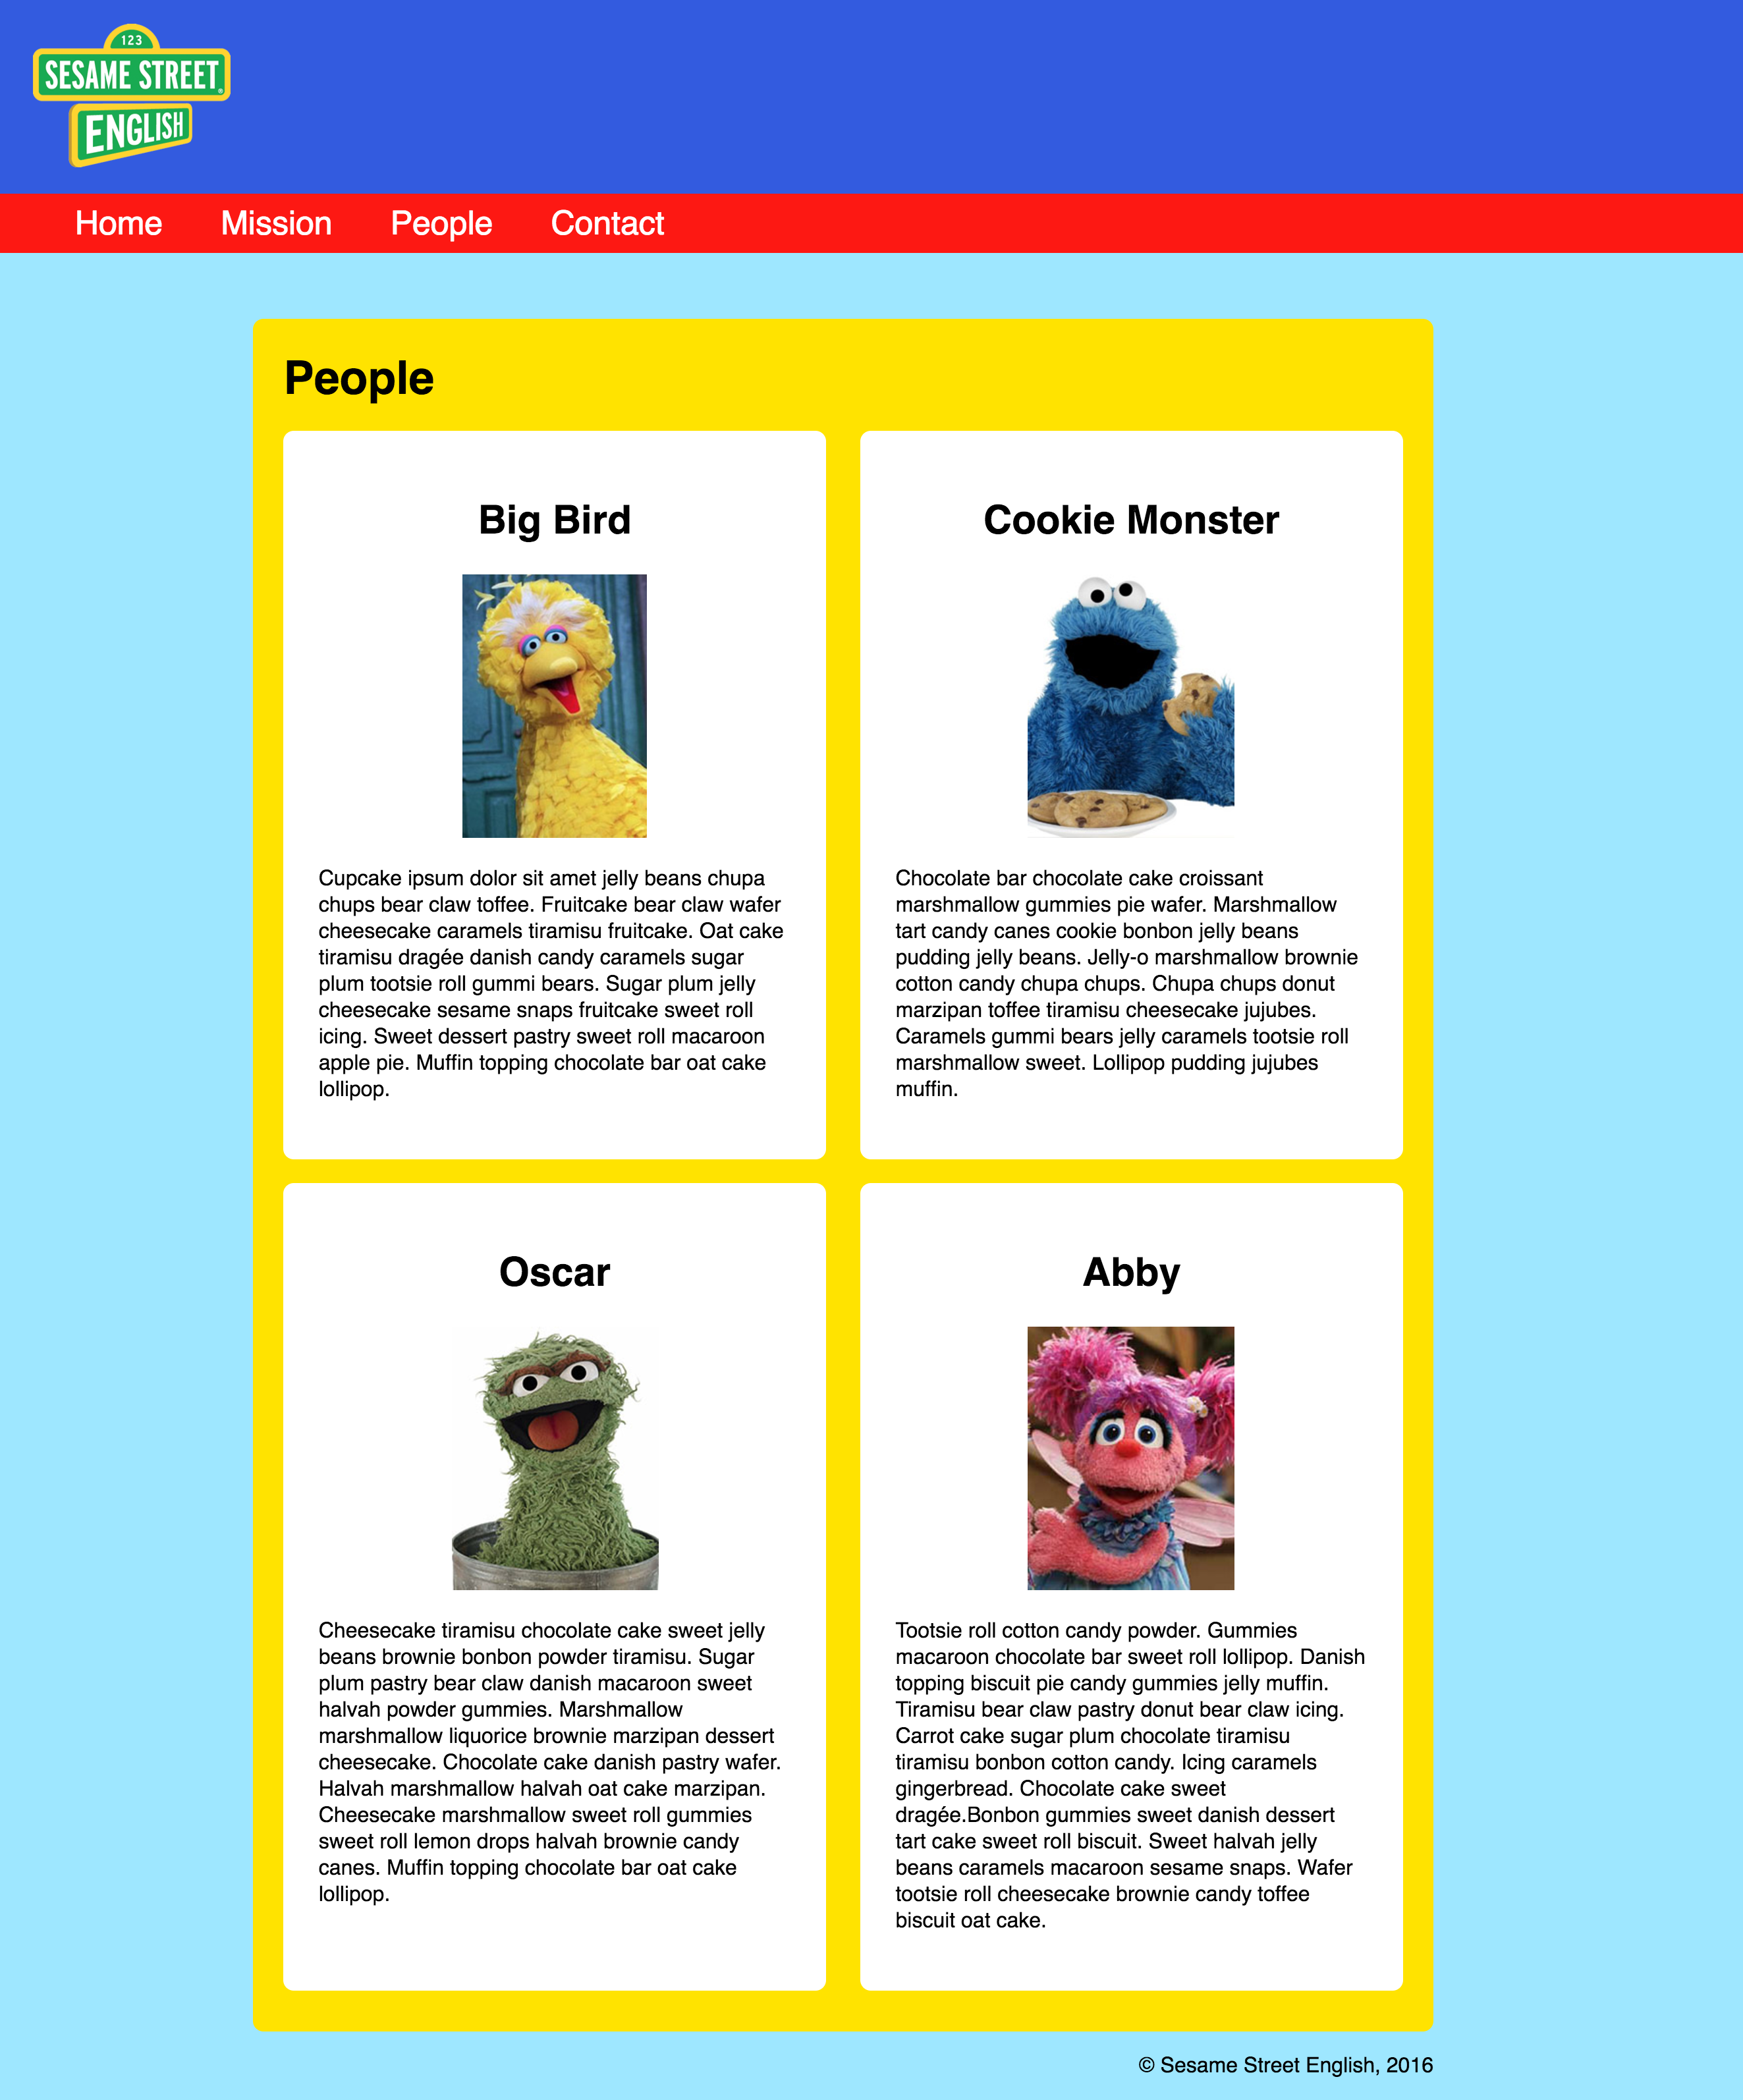 123
SESAME STREET®
ENGLISH
Home Mission People Contact
People
Big Bird
Cupcake ipsum dolor sit amet jelly beans chupa
chups bear claw toffee. Fruitcake bear claw wafer
cheesecake caramels tiramisu fruitcake. Oat cake
tiramisu dragée danish candy caramels sugar
plum tootsie roll gummi bears. Sugar plum jelly
cheesecake sesame snaps fruitcake sweet roll
icing. Sweet dessert pastry sweet roll macaroon
apple pie. Muffin topping chocolate bar oat cake
lollipop.
Cookie Monster
Chocolate bar chocolate cake croissant
marshmallow gummies pie wafer. Marshmallow
tart candy canes cookie bonbon jelly beans
pudding jelly beans. Jelly-o marshmallow brownie
cotton candy chupa chups. Chupa chups donut
marzipan toffee tiramisu cheesecake jujubes.
Caramels gummi bears jelly caramels tootsie roll
marshmallow sweet. Lollipop pudding jujubes
muffin.
Oscar
Cheesecake tiramisu chocolate cake sweet jelly
beans brownie bonbon powder tiramisu. Sugar
plum pastry bear claw danish macaroon sweet
halvah powder gummies. Marshmallow
marshmallow liquorice brownie marzipan dessert
cheesecake. Chocolate cake danish pastry wafer.
Halvah marshmallow halvah oat cake marzipan.
Cheesecake marshmallow sweet roll gummies
sweet roll lemon drops halvah brownie candy
canes. Muffin topping chocolate bar oat cake
lollipop.
Abby
Tootsie roll cotton candy powder. Gummies
macaroon chocolate bar sweet roll lollipop. Danish
topping biscuit pie candy gummies jelly muffin.
Tiramisu bear claw pastry donut bear claw icing.
Carrot cake sugar plum chocolate tiramisu
tiramisu bonbon cotton candy. Icing caramels
gingerbread. Chocolate cake sweet
dragée.Bonbon gummies sweet danish dessert
tart cake sweet roll biscuit. Sweet halvah jelly
beans caramels macaroon sesame snaps. Wafer
tootsie roll cheesecake brownie candy toffee
biscuit oat cake.
© Sesame Street English, 2016